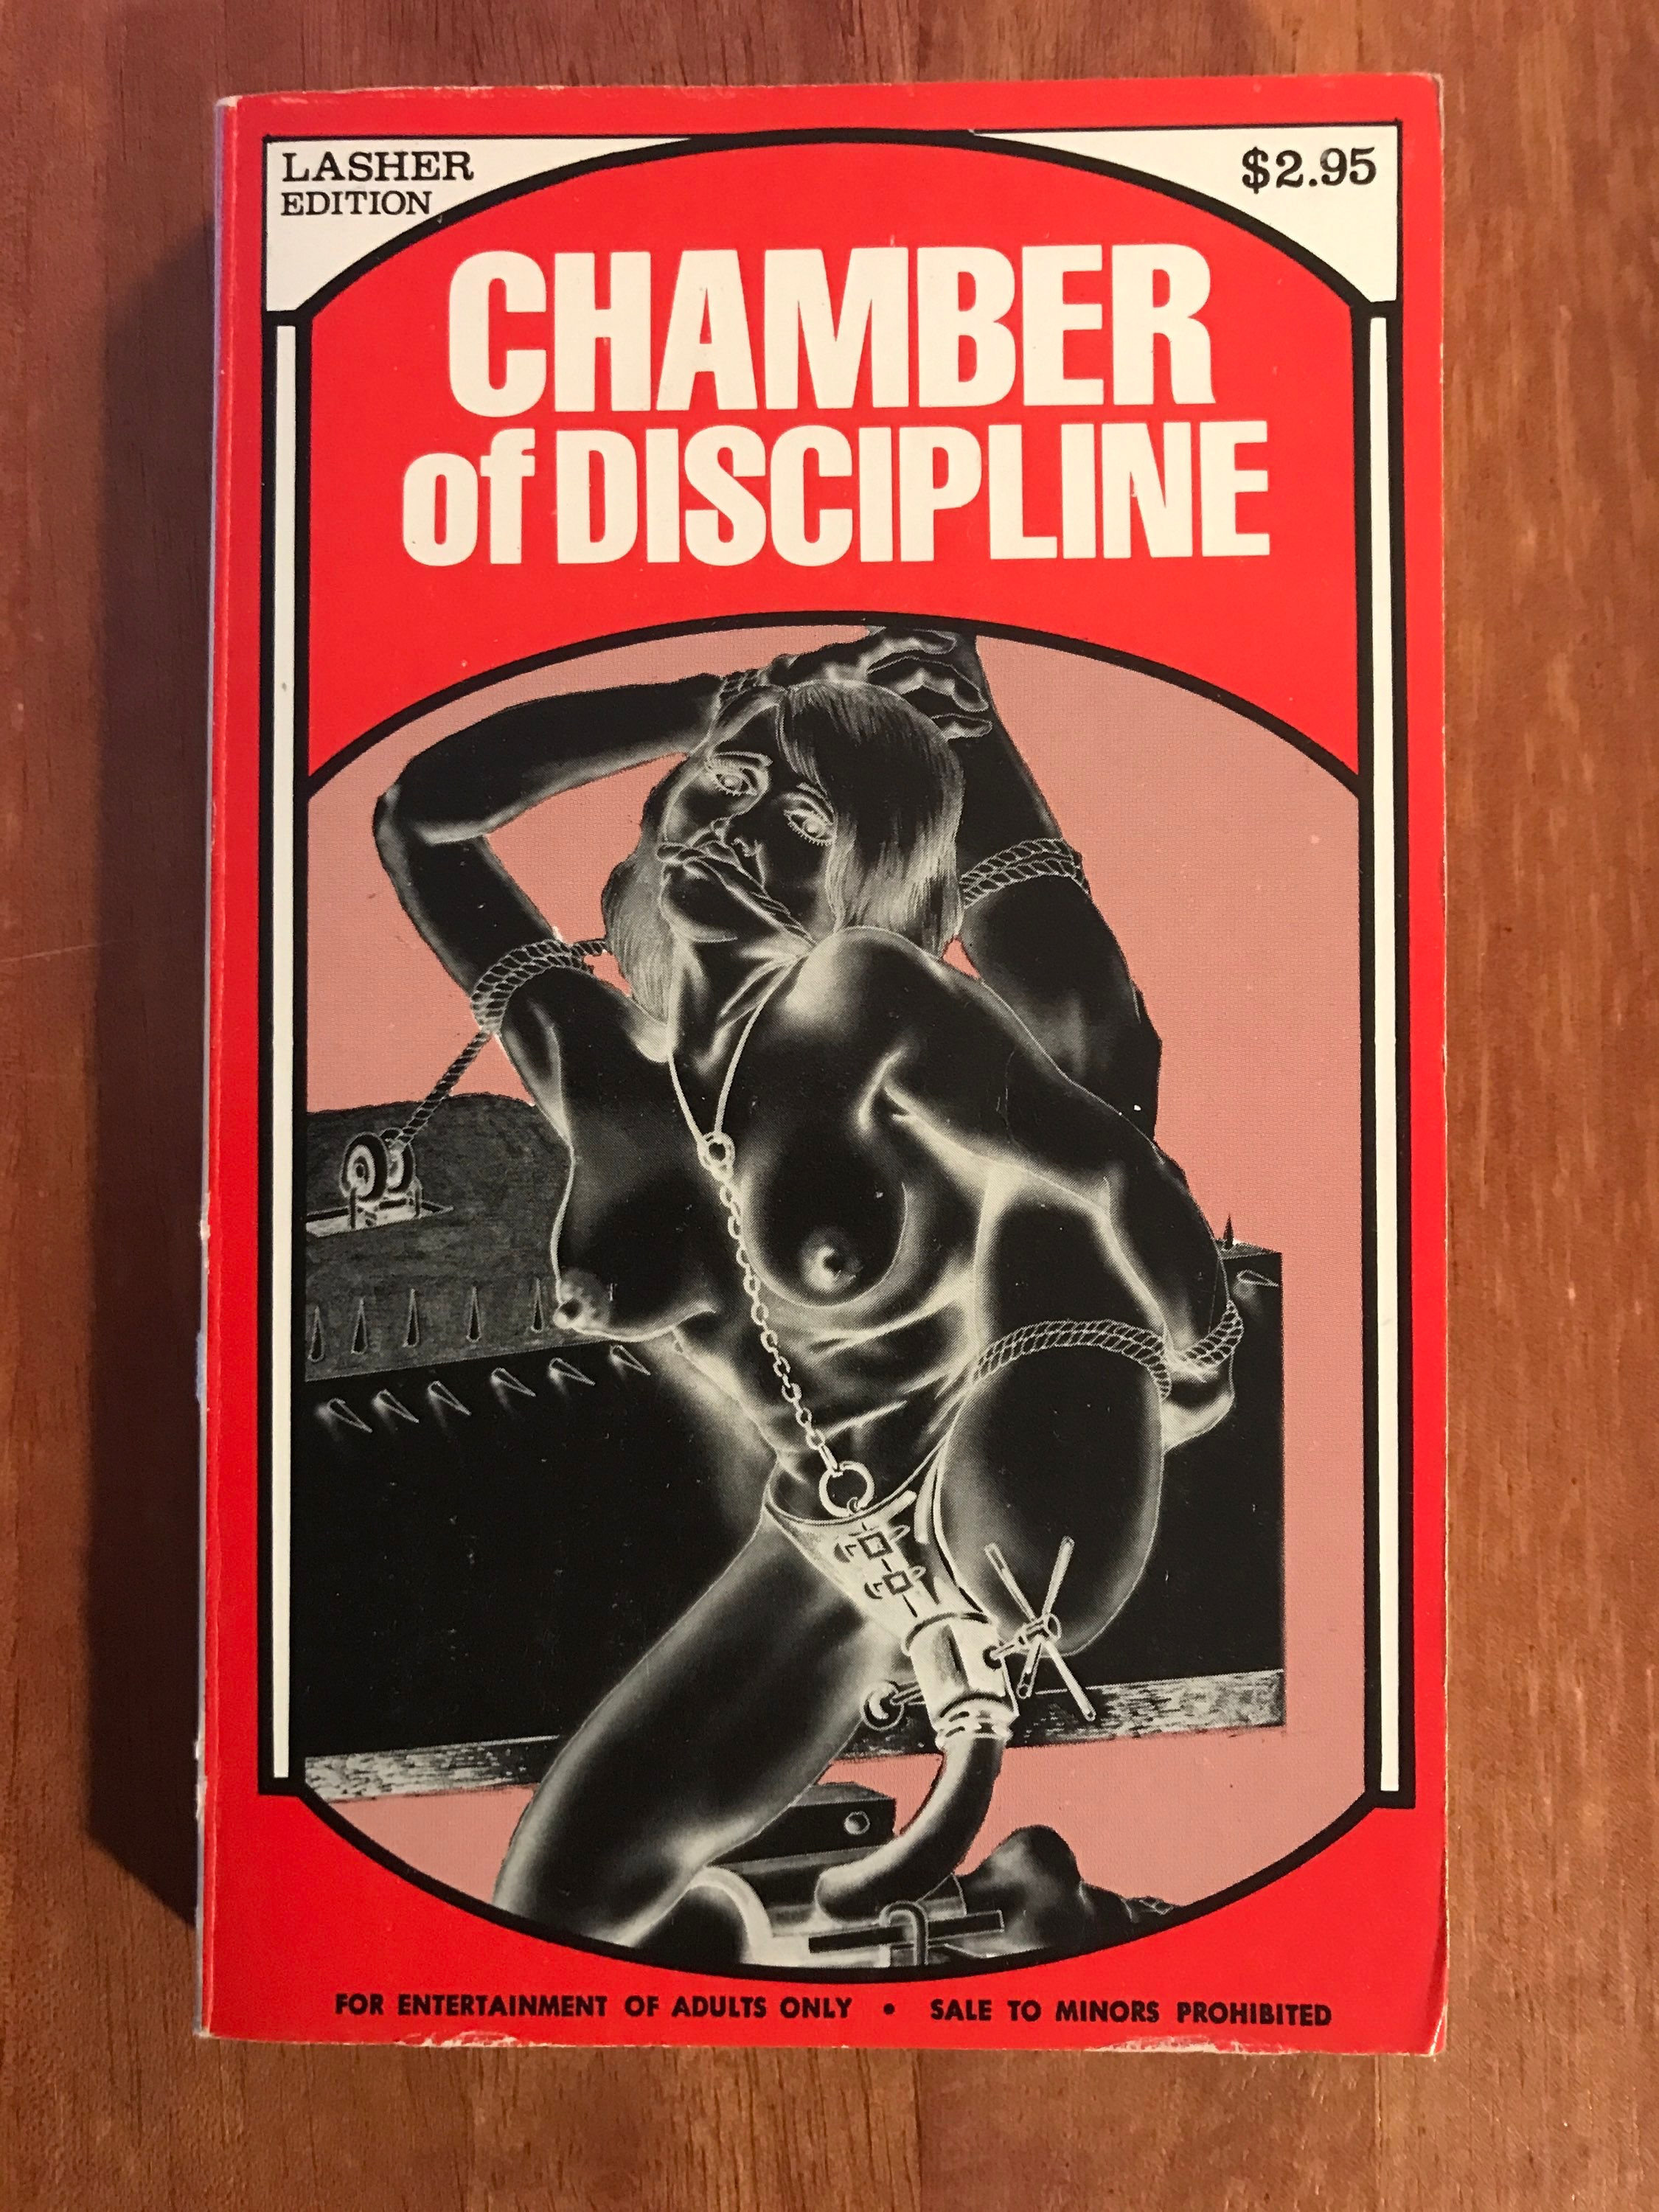 LASHER
EDITION
$2.95
CHAMBER
of DISCIPLINE
FOR ENTERTAINMENT OF ADULTS ONLY • SALE TO MINORS PROHIBITED